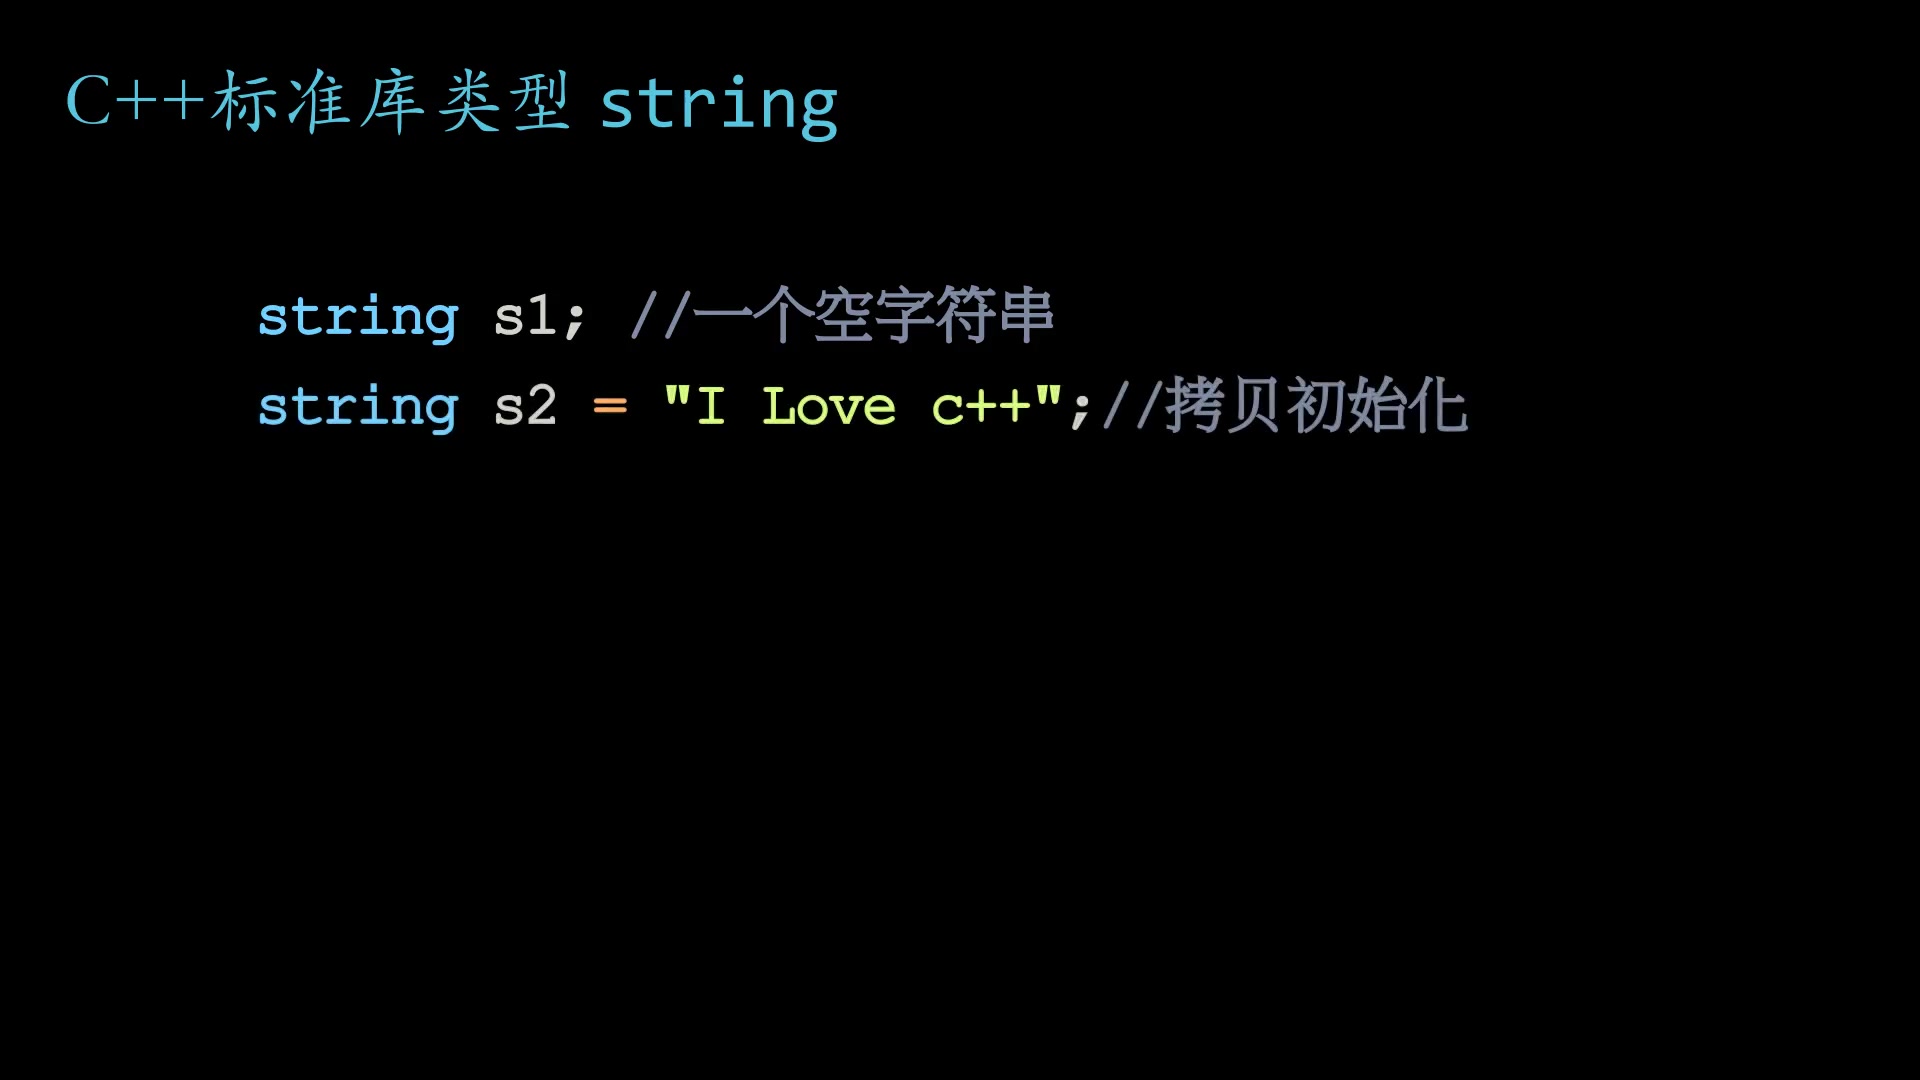 C++标准库类型 string
string s1; //一个空字符串
string s2 = "I Love c++";//拷贝初始化